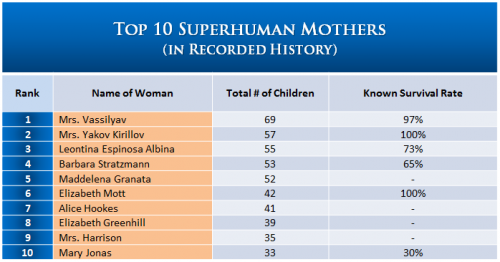 Top 10 Superhuman Mothers
(in Recorded History)
Rank Name of Woman Total # of Children Known Survival Rate
1 Mrs. Vassilyav 69 97%
2 Mrs. Yakov Kirillov 57 100%
3 Leontina Espinosa Albina 55 73%
4 Barbara Stratzmann 53 65%
5 Maddelena Granata 52 -
6 Elizabeth Mott 42 100%
7 Alice Hookes 41 -
8 Elizabeth Greenhill 39 -
9 Mrs. Harrison 35 -
10 Mary Jonas 33 30%